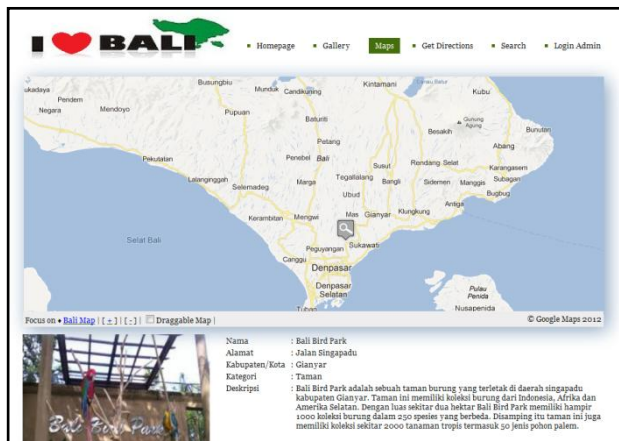 I BALI
Homepage
Gallery
Maps
Get Directions
Search
Login Admin
Busungbiu
Munduk
Candikuning
Kintamani
Kubu
Pendem
Negara
Mendoyo
Pupuan
Baturiti
Gunung
Agung
Besakih
Bunutan
Petang
Abang
Pekutatan
Penebel
Bali
Susut
Rendang
Selat
Karangasem
Lalanginggah
Selemadeg
Marga
Tegallalang
Bangli
Sidemen
Manggis
Subagan
Ubud
Bugbug
Kerambitan
Mengwi
Mas
Gianyar
Klungkung
Antiga
Selat Bali
Peguyangan
Sukawati
Canggu
Denpasar
Denpasar
Selatan
Pulau
Penida
Tuban
Nusapenida
Focus on • Bali Map | [ + ] | [ - ] | Draggable Map |
© Google Maps 2012
Nama : Bali Bird Park
Alamat : Jalan Singapadu
Kabupaten/Kota : Gianyar
Kategori : Taman
Deskripsi : Bali Bird Park adalah sebuah taman burung yang terletak di daerah singapadu
kabupaten Gianyar. Taman ini memiliki koleksi burung dari Indonesia, Afrika dan
Amerika Selatan. Dengan luas sekitar dua hektar Bali Bird Park memiliki hampir
1000 koleksi burung dalam 250 spesies yang berbeda. Disamping itu taman ini juga
memiliki koleksi sekitar 2000 tanaman tropis termasuk 50 jenis pohon palem.
Bali Bird Park